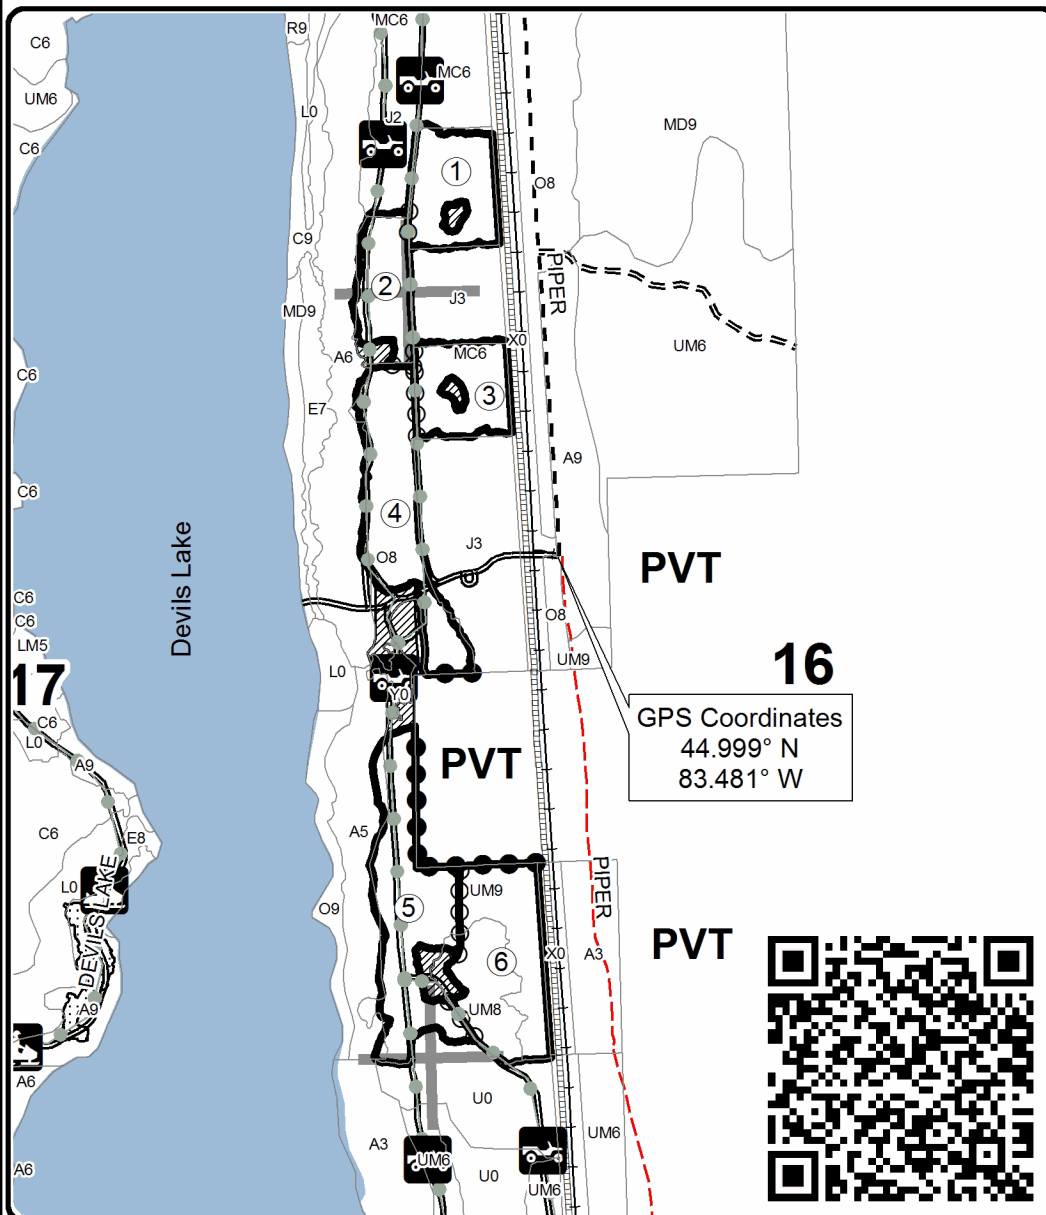 R9
MC6
C6
MC6
UM6
L0
J2
MD9
C6
1
O8
C9
PIPER
2
J3
MD9
X0
UM6
MC6
A6
C6
3
E7
A9
C6
4
J3
O8
PVT
Devils Lake
C6
O8
C6
LM5
UM9
16
L0
17
Y0
GPS Coordinates
44.999° N
83.481° W
C6
L0
PVT
A9
C6
A5
E8
PIPER
L0
UM9
DEVILS LAKE
O9
5
PVT
X0
A3
6
A9
UM8
A6
U0
UM6
A3
UM6
A6
U0
UM6